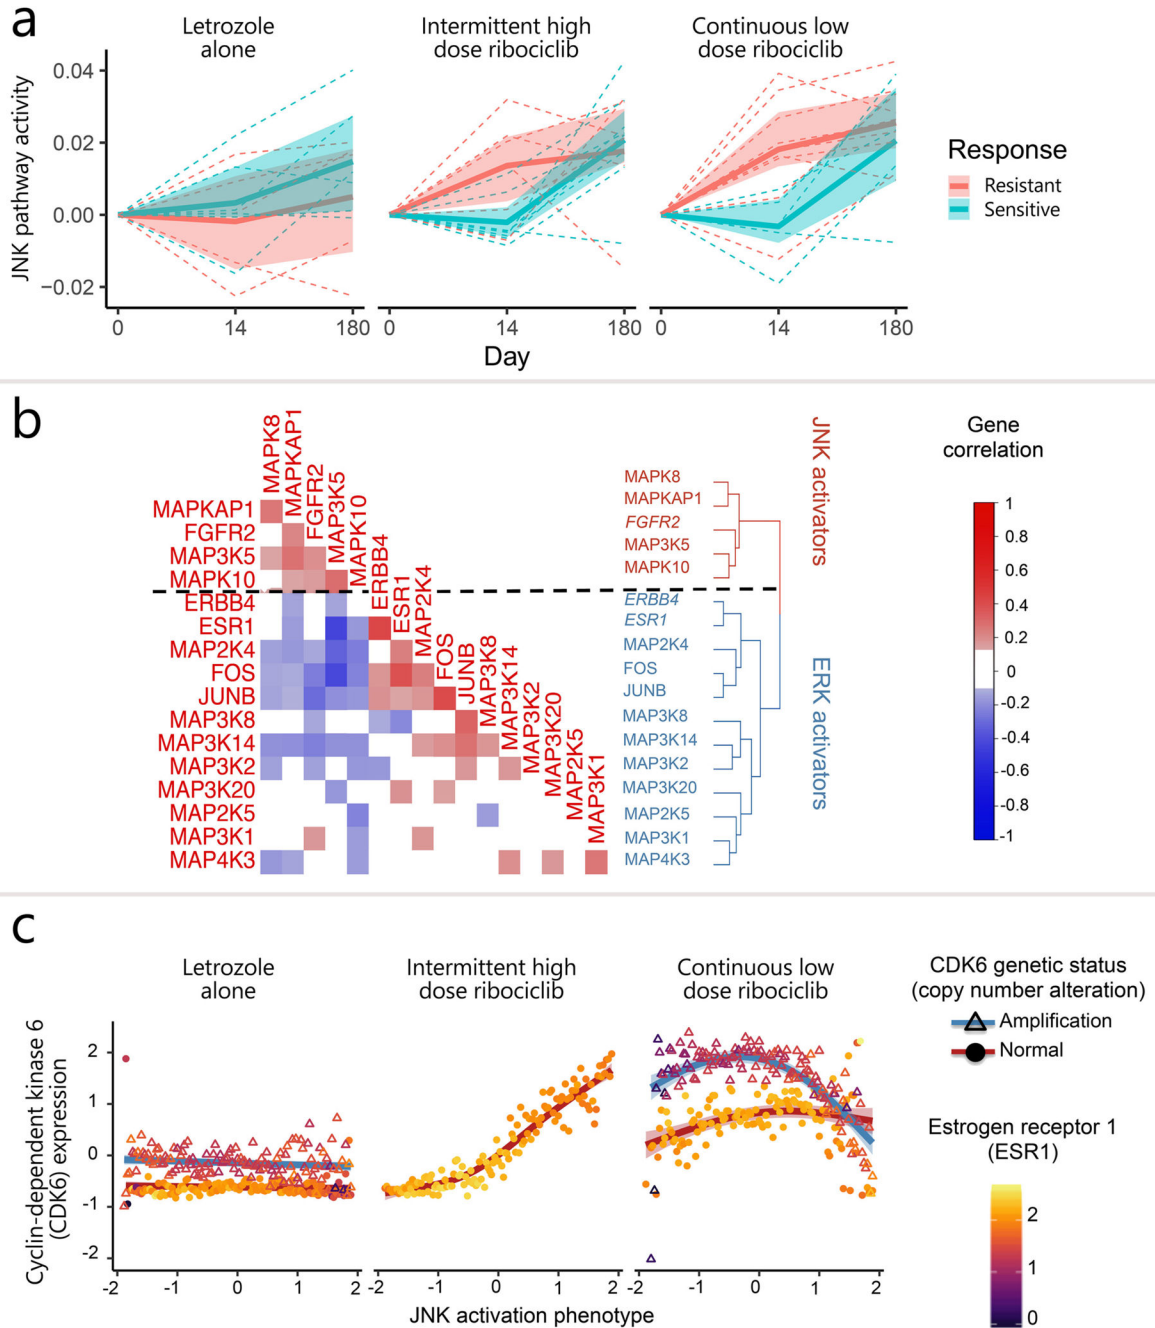 a
Letrozole
alone
Intermittent high
dose ribociclib
Continuous low
dose ribociclib
JNK pathway activity
0.04
0.02
0.00
−0.02
0 14 180
0 14 180
0 14 180
Day
Response
Resistant
Sensitive
b
MAPK8
MAPKAP1
FGFR2
MAP3K5
MAPK10
ERBB4
ESR1
MAP2K4
FOS
JUNB
MAP3K8
MAP3K14
MAP3K2
MAP3K20
MAP2K5
MAP3K1
MAPKAP1
FGFR2
MAP3K5
MAPK10
ERBB4
ESR1
MAP2K4
FOS
JUNB
MAP3K8
MAP3K14
MAP3K2
MAP3K20
MAP2K5
MAP3K1
MAP4K3
MAPK8
MAPKAP1
FGFR2
MAP3K5
MAPK10
ERBB4
ESR1
MAP2K4
FOS
JUNB
MAP3K8
MAP3K14
MAP3K2
MAP3K20
MAP2K5
MAP3K1
MAP4K3
JNK activators
ERK activators
Gene
correlation
1
0.8
0.6
0.4
0.2
0
-0.2
-0.4
-0.6
-0.8
-1
c
Letrozole
alone
Intermittent high
dose ribociclib
Continuous low
dose ribociclib
Cyclin-dependent kinase 6
(CDK6) expression
2
1
0
-1
-2
-2 -1 0 1 2
-2 -1 0 1 2
-2 -1 0 1 2
JNK activation phenotype
CDK6 genetic status
(copy number alteration)
Amplification
Normal
Estrogen receptor 1
(ESR1)
2
1
0